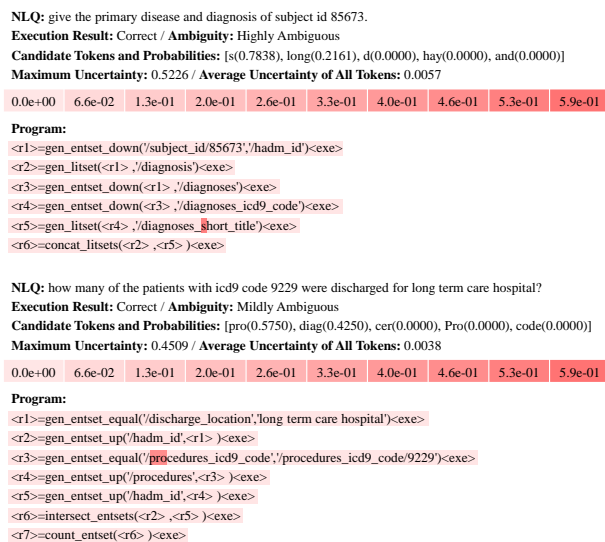 NLQ: give the primary disease and diagnosis of subject id 85673.
Execution Result: Correct / Ambiguity: Highly Ambiguous
Candidate Tokens and Probabilities: [s(0.7838), long(0.2161), d(0.0000), hay(0.0000), and(0.0000)]
Maximum Uncertainty: 0.5226 / Average Uncertainty of All Tokens: 0.0057
0.0e+00 6.6e-02 1.3e-01 2.0e-01 2.6e-01 3.3e-01 4.0e-01 4.6e-01 5.3e-01 5.9e-01
Program:
<r1>=gen_entset_down('/subject_id/85673','/hadm_id')<exe>
<r2>=gen_litset(<r1> ,'/diagnosis')<exe>
<r3>=gen_entset_down(<r1> ,'/diagnoses')<exe>
<r4>=gen_entset_down(<r3> ,'/diagnoses_icd9_code')<exe>
<r5>=gen_litset(<r4> ,'/diagnoses_short_title')<exe>
<r6>=concat_litsets(<r2> ,<r5> )<exe>
NLQ: how many of the patients with icd9 code 9229 were discharged for long term care hospital?
Execution Result: Correct / Ambiguity: Mildly Ambiguous
Candidate Tokens and Probabilities: [pro(0.5750), diag(0.4250), cer(0.0000), Pro(0.0000), code(0.0000)]
Maximum Uncertainty: 0.4509 / Average Uncertainty of All Tokens: 0.0038
0.0e+00 6.6e-02 1.3e-01 2.0e-01 2.6e-01 3.3e-01 4.0e-01 4.6e-01 5.3e-01 5.9e-01
Program:
<r1>=gen_entset_equal('/discharge_location','long term care hospital')<exe>
<r2>=gen_entset_up('/hadm_id',<r1> )<exe>
<r3>=gen_entset_equal('/procedures_icd9_code','/procedures_icd9_code/9229')<exe>
<r4>=gen_entset_up('/procedures',<r3> )<exe>
<r5>=gen_entset_up('/hadm_id',<r4> )<exe>
<r6>=intersect_entsets(<r2> ,<r5> )<exe>
<r7>=count_entset(<r6> )<exe>